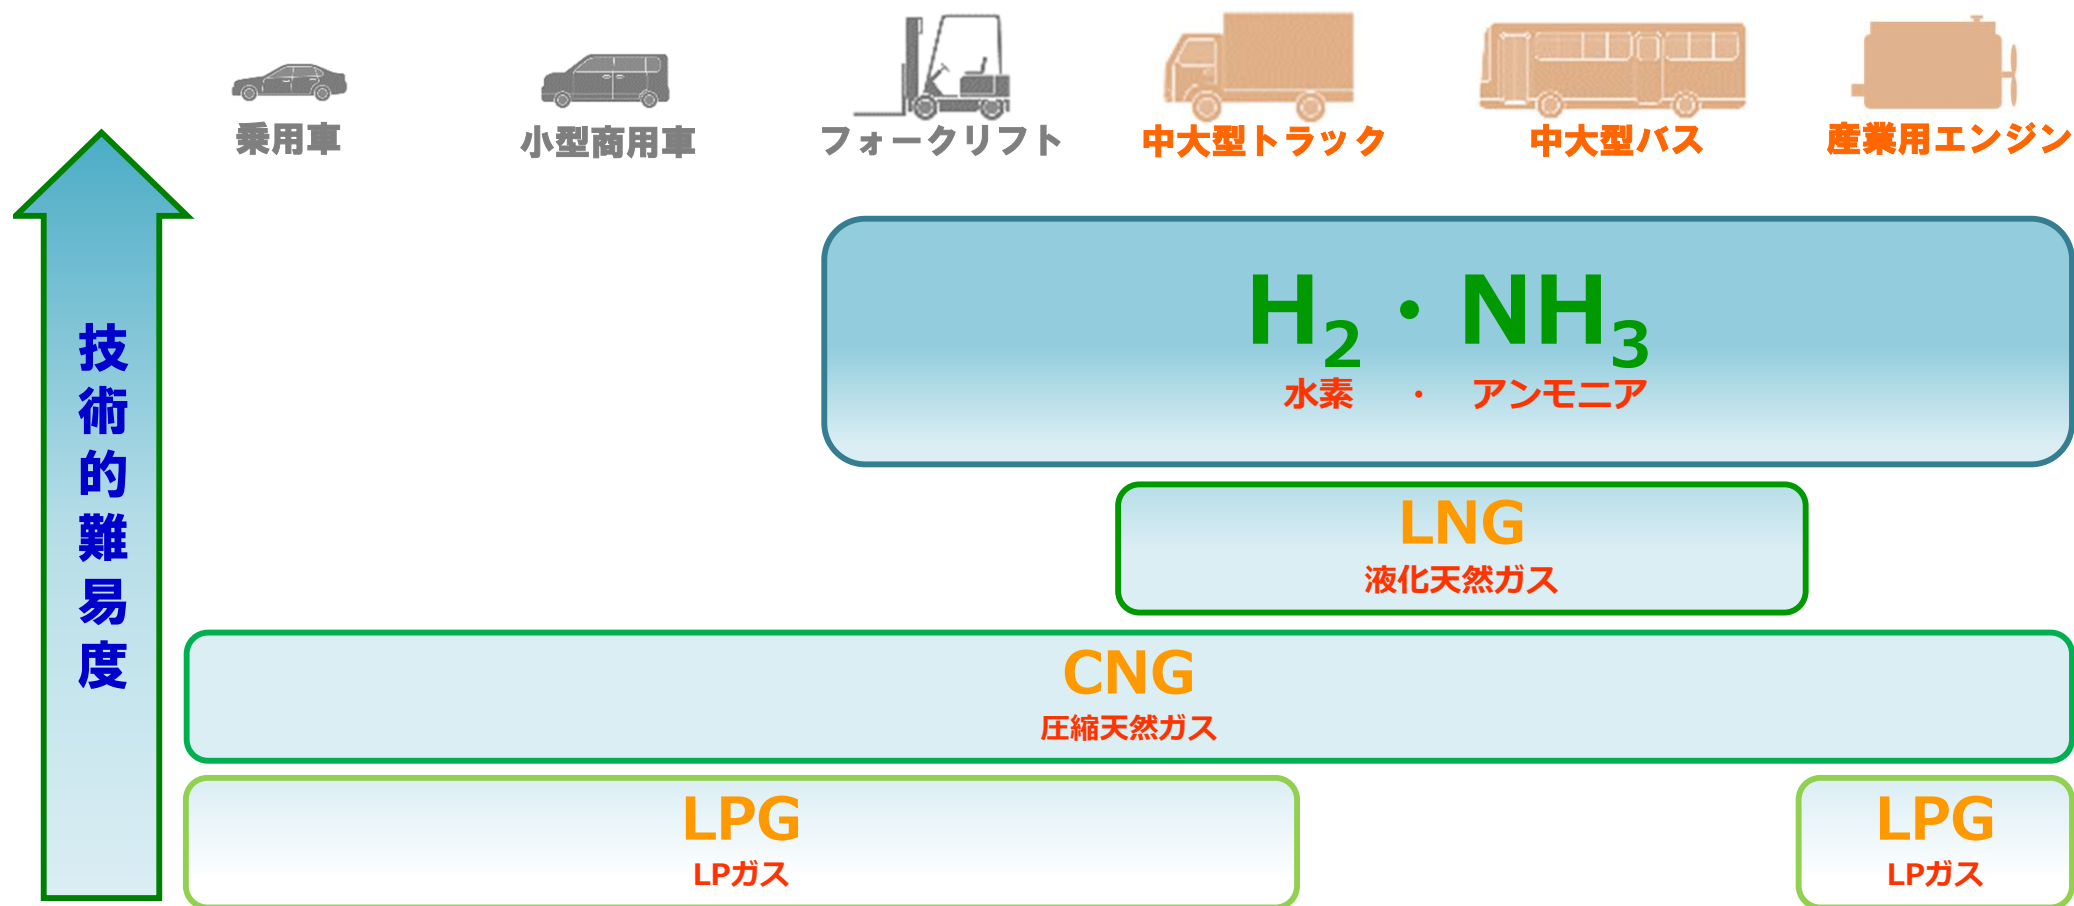 乗用車
小型商用車
フォークリフト
中大型トラック
中大型バス
産業用エンジン
技術的難易度
H₂・NH₃
水素 ・ アンモニア
LNG
液化天然ガス
CNG
圧縮天然ガス
LPG
LPガス
LPG
LPガス